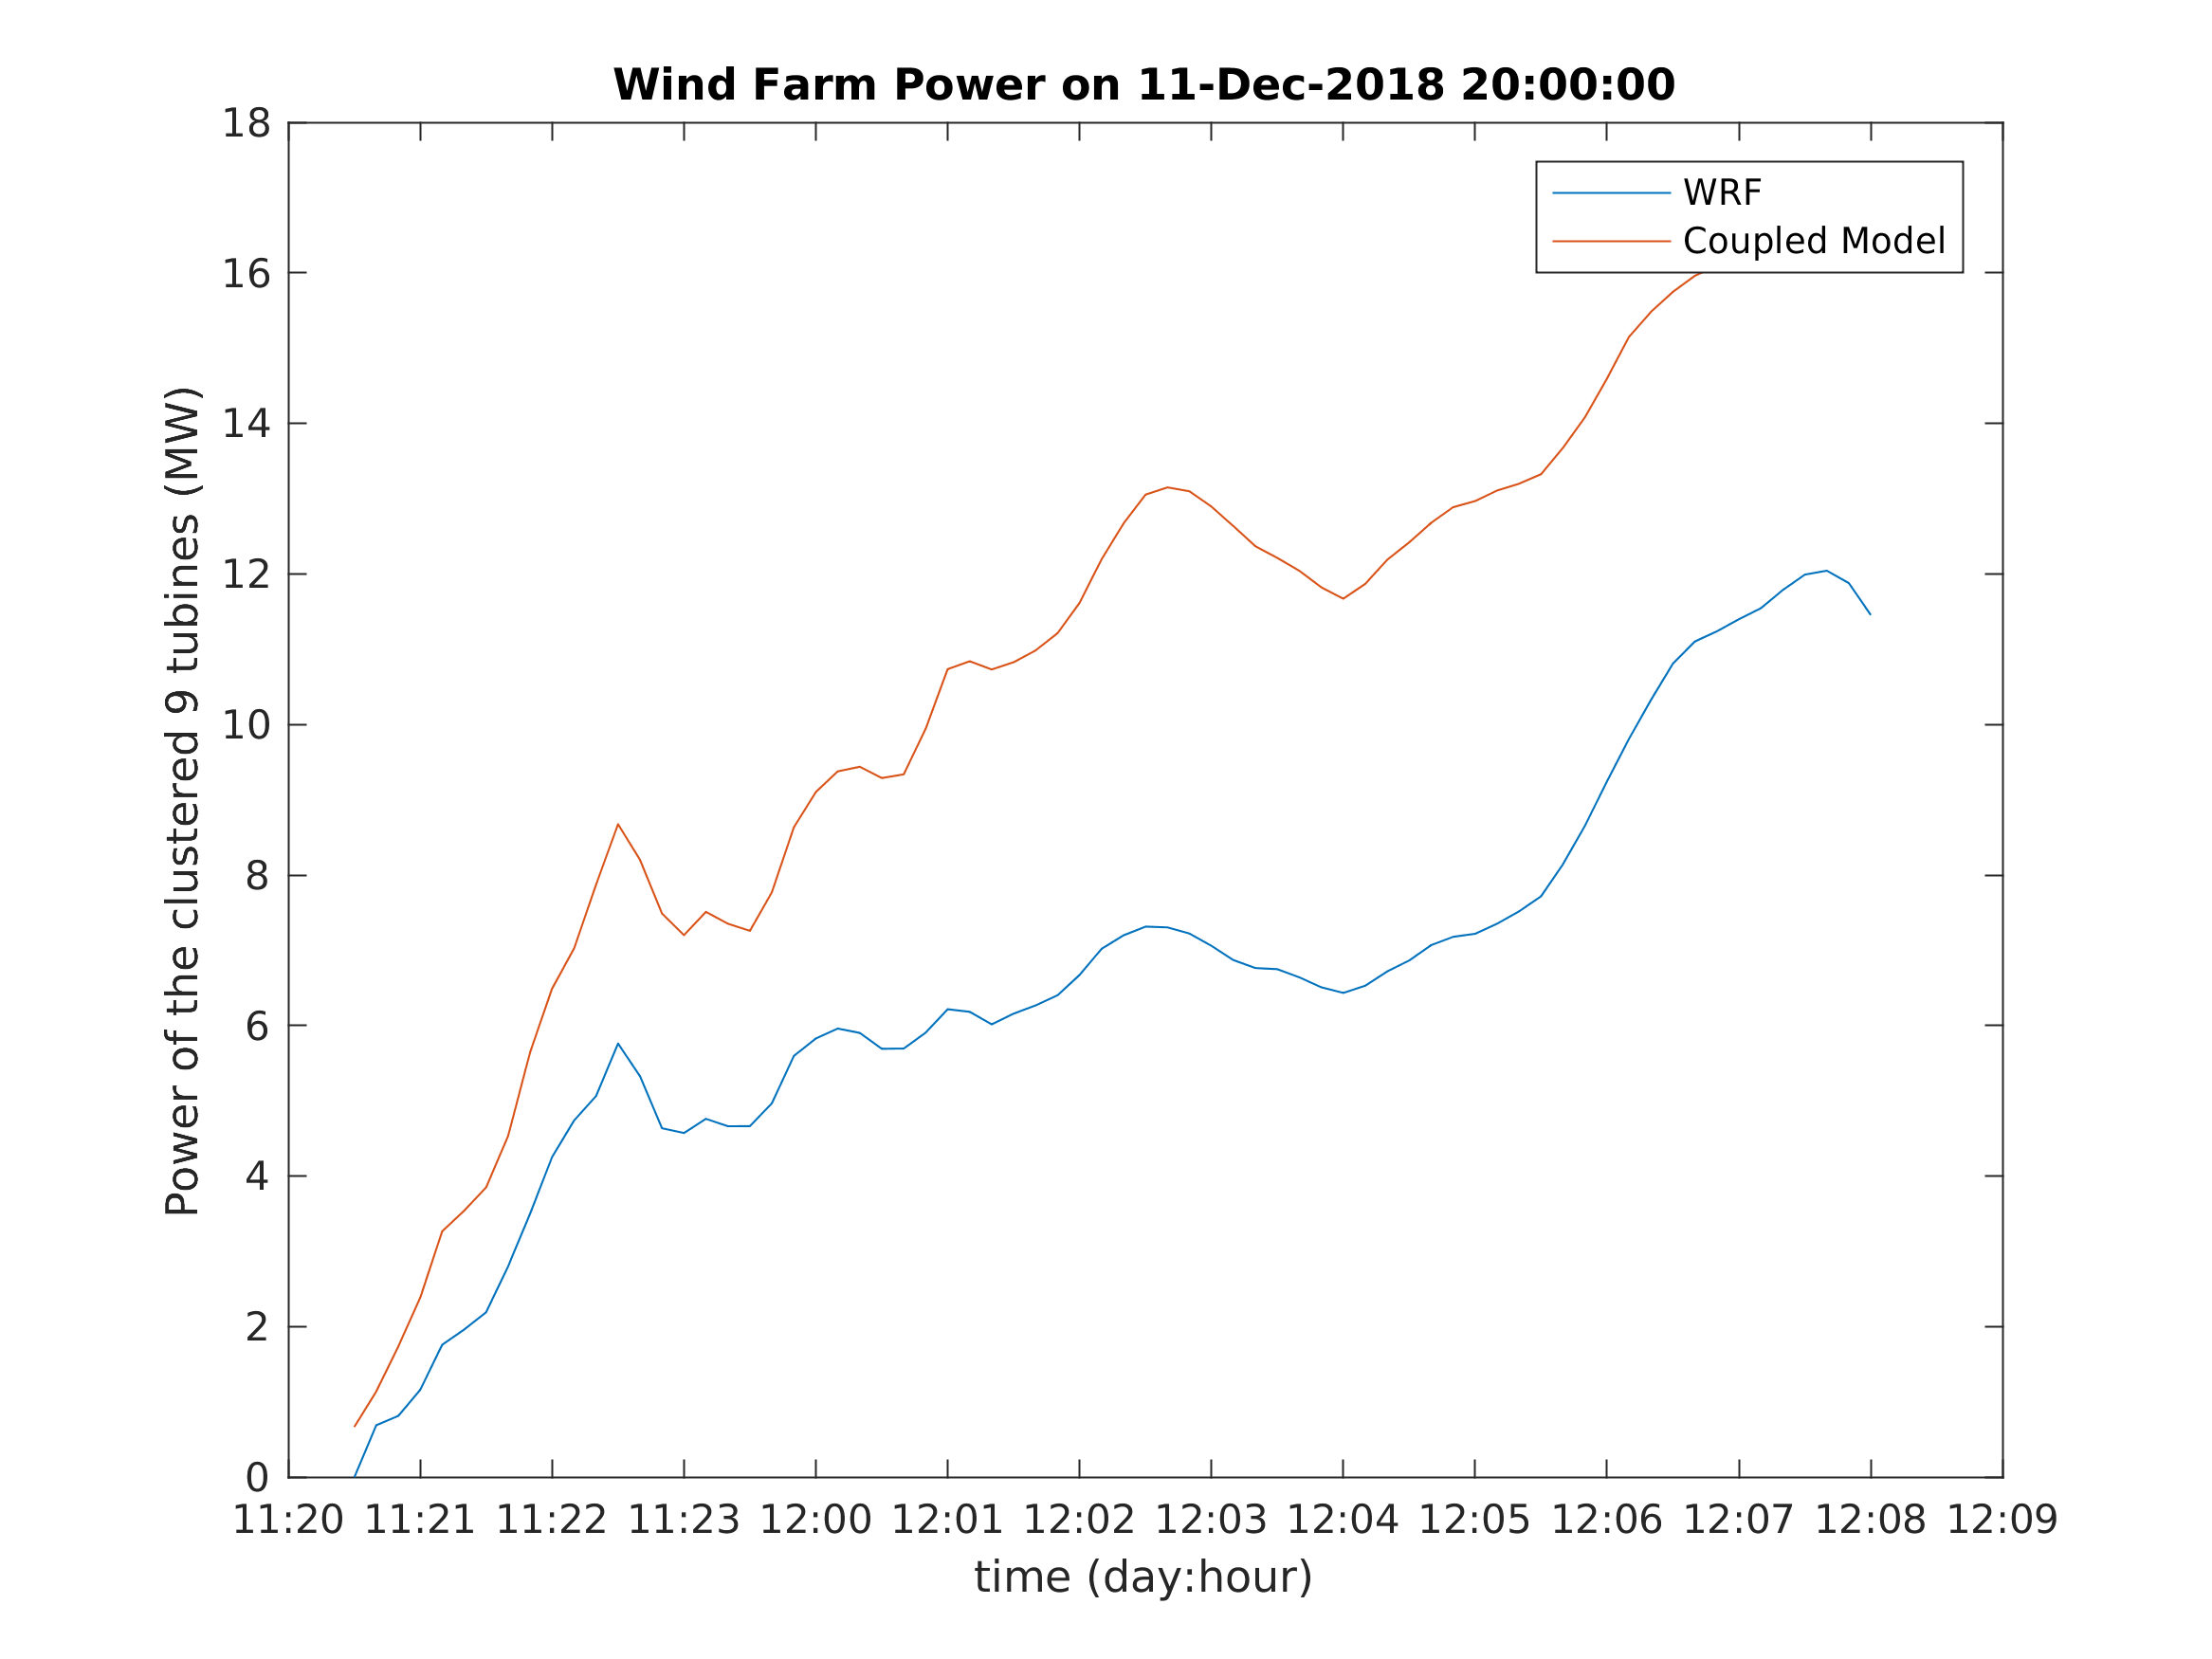 Wind Farm Power on 11-Dec-2018 20:00:00
18
16
14
12
10
8
6
4
2
0
Power of the clustered 9 tubines (MW)
WRF
Coupled Model
11:20 11:21 11:22 11:23 12:00 12:01 12:02 12:03 12:04 12:05 12:06 12:07 12:08 12:09
time (day:hour)